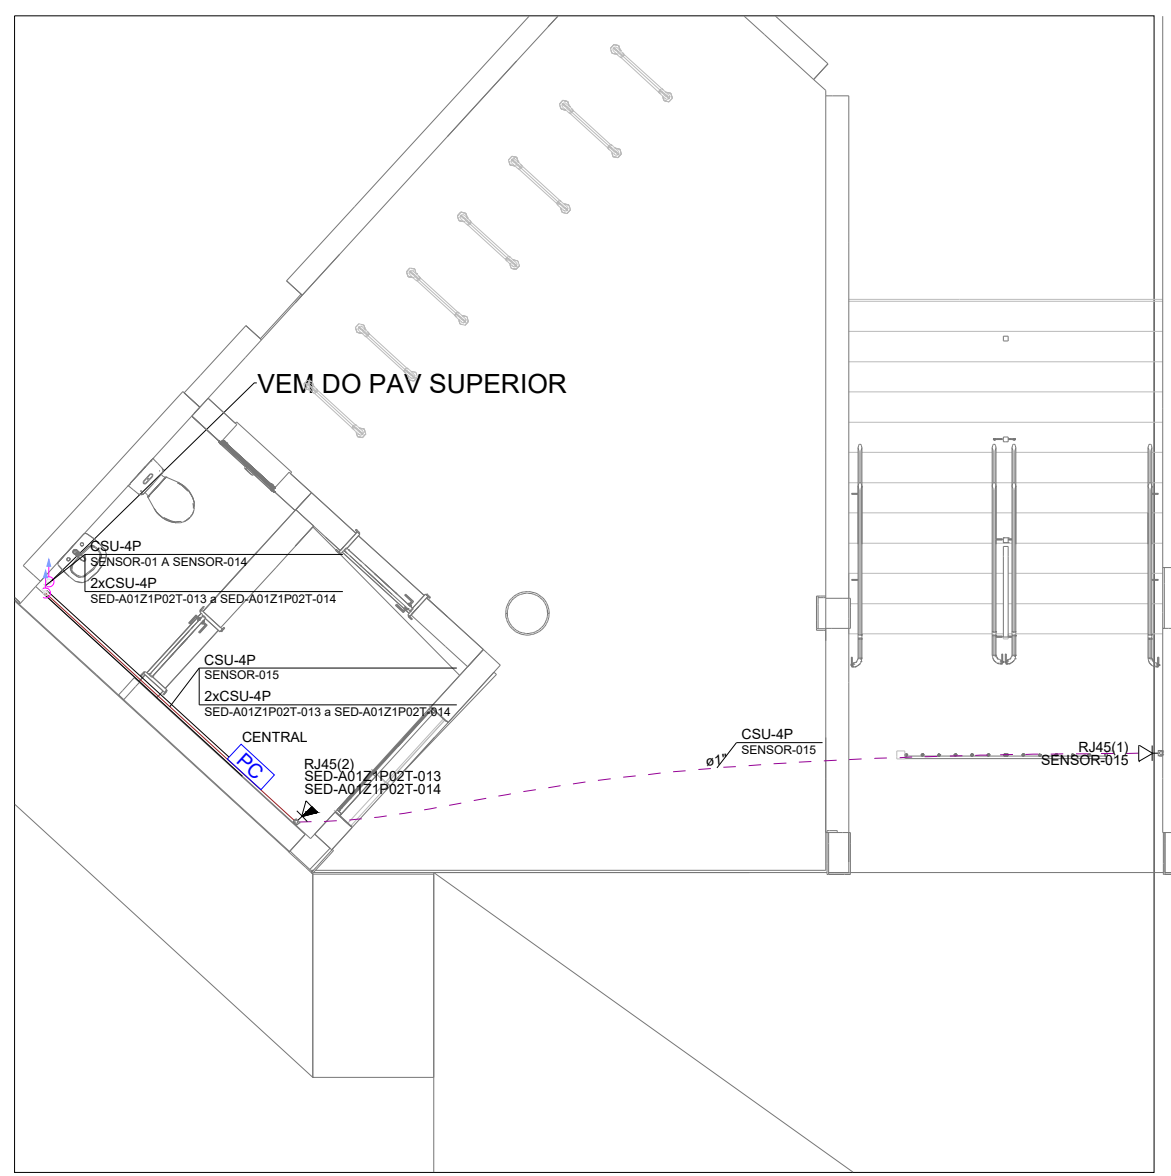 VEM DO PAV SUPERIOR
CSU-4P
SENSOR-01 A SENSOR-014
2xCSU-4P
SED-A01Z1P02T-013 a SED-A01Z1P02T-014
CSU-4P
SENSOR-015
2xCSU-4P
SED-A01Z1P02T-013 a SED-A01Z1P02T-014
CENTRAL
PC
RJ45(2)
SED-A01Z1P02T-013
SED-A01Z1P02T-014
CSU-4P
SENSOR-015
ø1"
RJ45(1)
SENSOR-015